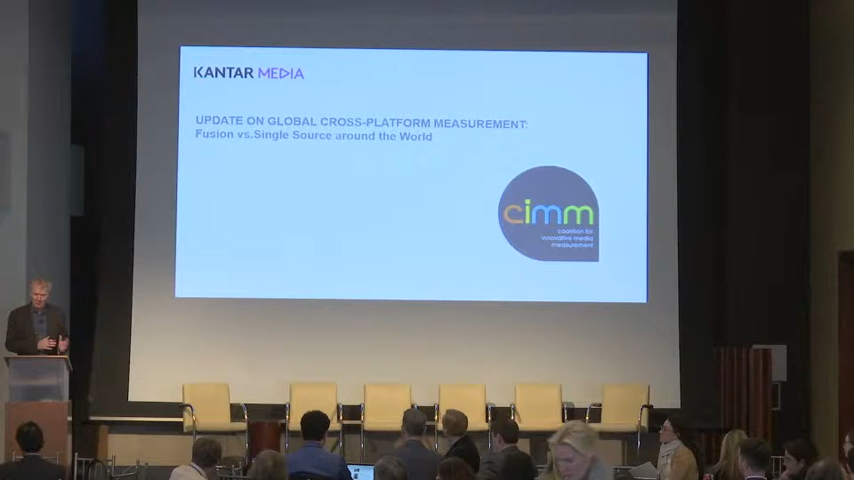 KANTAR MEDIA
UPDATE ON GLOBAL CROSS-PLATFORM MEASUREMENT:
Fusion vs.Single Source around the World
cimm
coalition for
innovative media
measurement